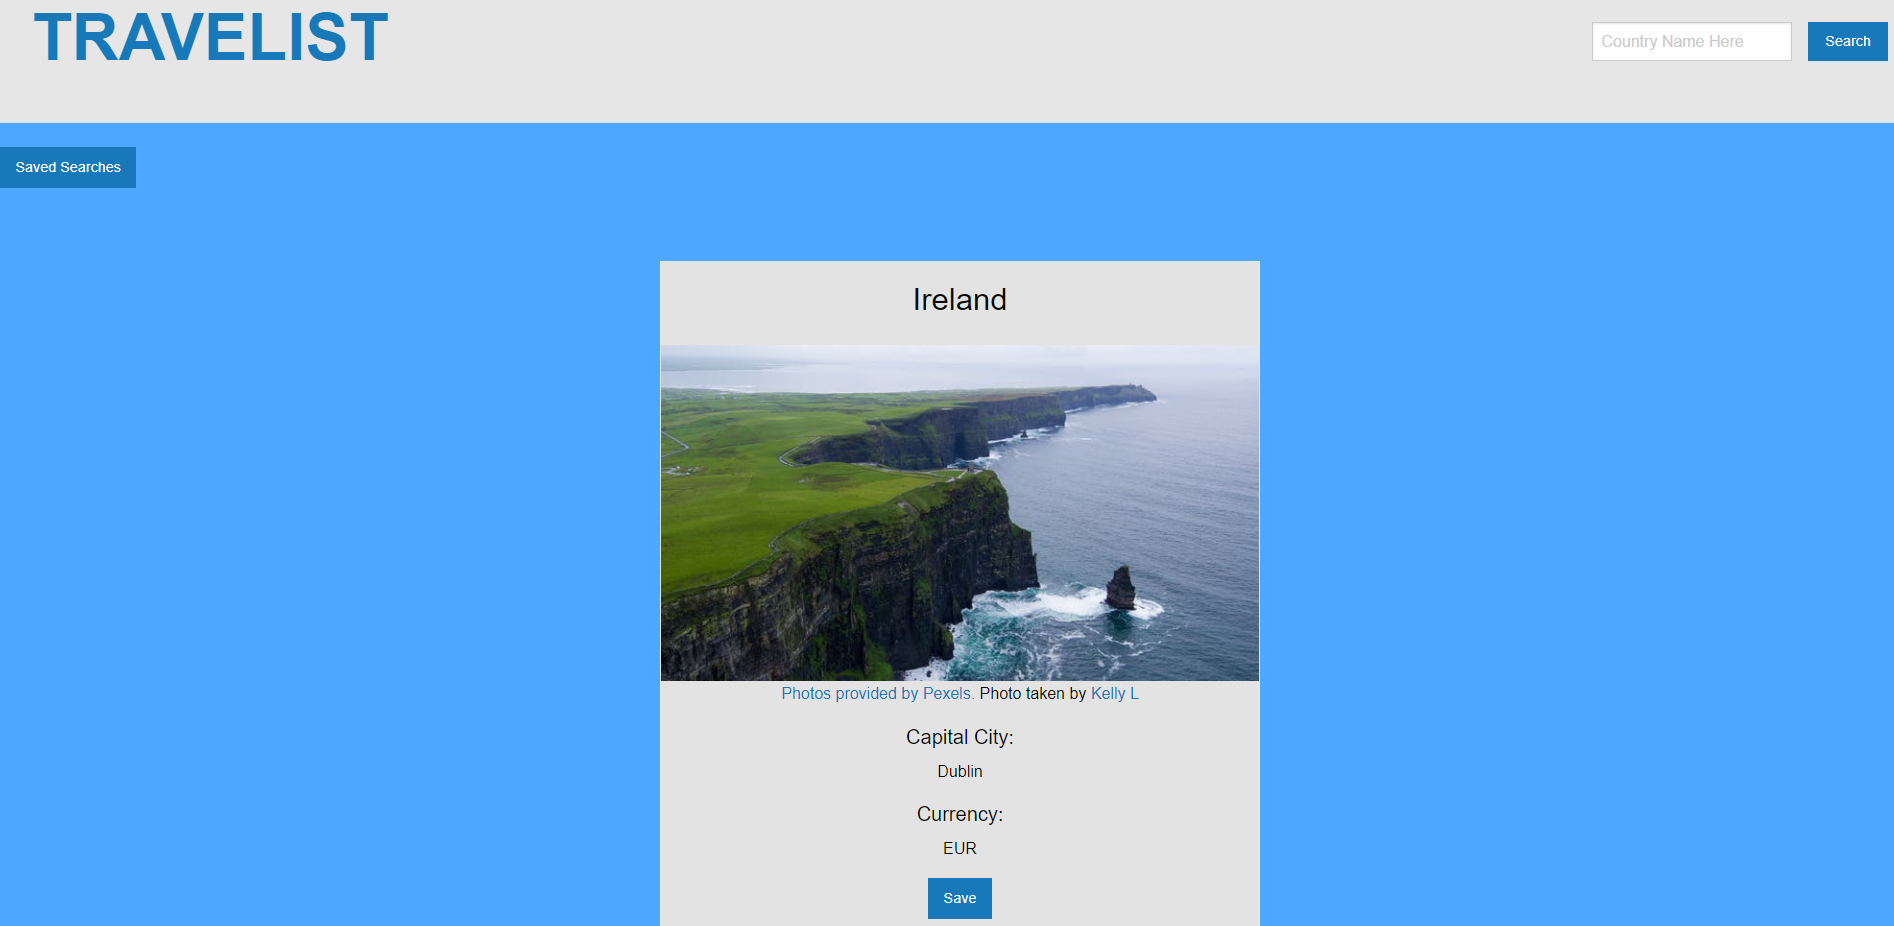 TRAVELIST
Country Name Here
Search
Saved Searches
Ireland
Photos provided by Pexels. Photo taken by Kelly L
Capital City:
Dublin
Currency:
EUR
Save